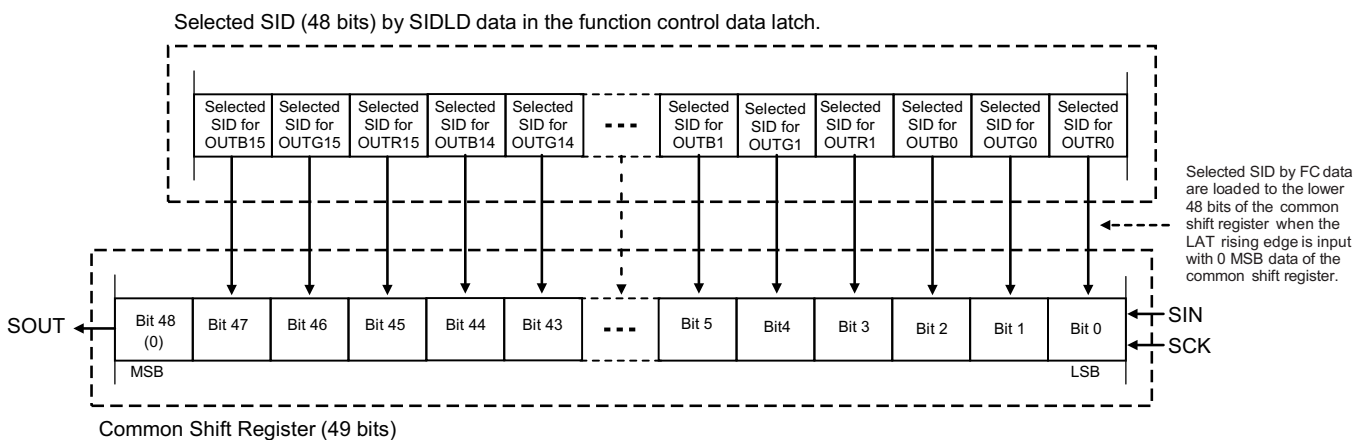 Selected SID (48 bits) by SIDLD data in the function control data latch.
Selected
SID for
OUTB15
Selected
SID for
OUTG15
Selected
SID for
OUTR15
Selected
SID for
OUTB14
Selected
SID for
OUTG14
Selected
SID for
OUTB1
Selected
SID for
OUTG1
Selected
SID for
OUTR1
Selected
SID for
OUTB0
Selected
SID for
OUTG0
Selected
SID for
OUTR0
Selected SID by FC data
are loaded to the lower
48 bits of the common
shift register when the
LAT rising edge is input
with 0 MSB data of the
common shift register.
SOUT
Bit 48
(0)
Bit 47
Bit 46
Bit 45
Bit 44
Bit 43
Bit 5
Bit4
Bit 3
Bit 2
Bit 1
Bit 0
SIN
SCK
MSB
LSB
Common Shift Register (49 bits)